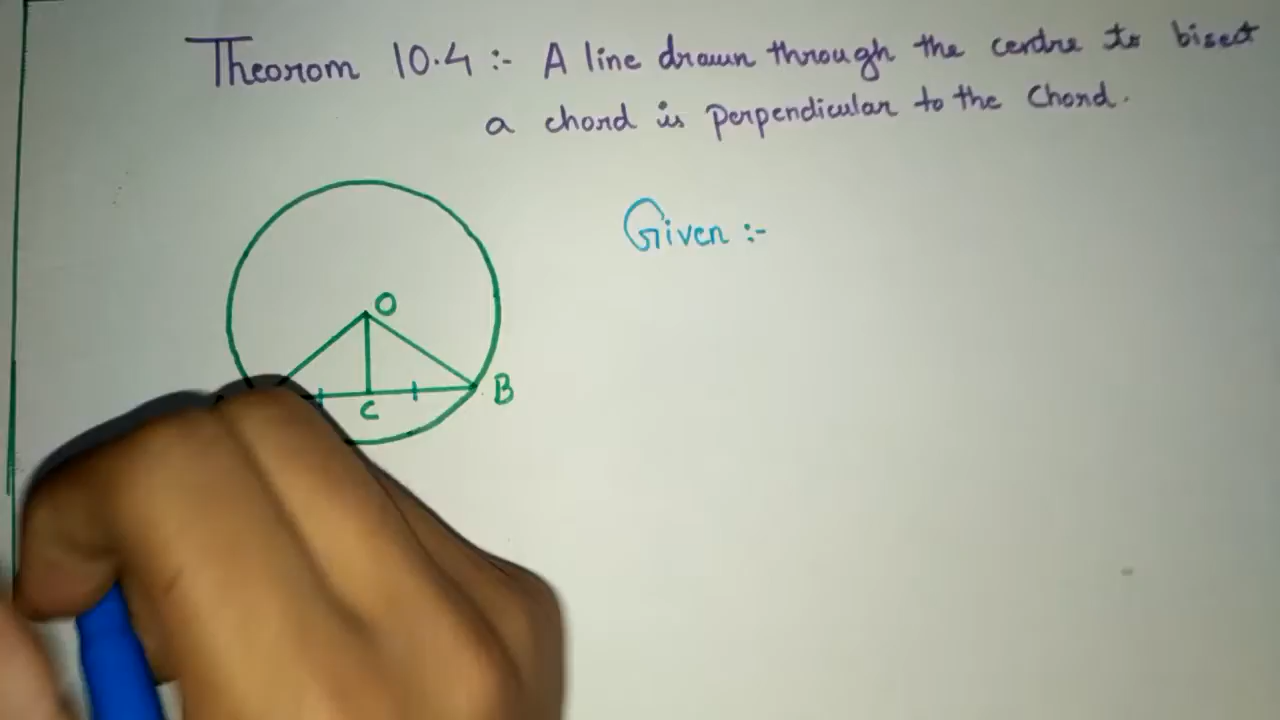 Theorom 10.4 :- A line drawn through the centre to bisect
a chord is perpendicular to the Chord.
Given :-
O
B
C